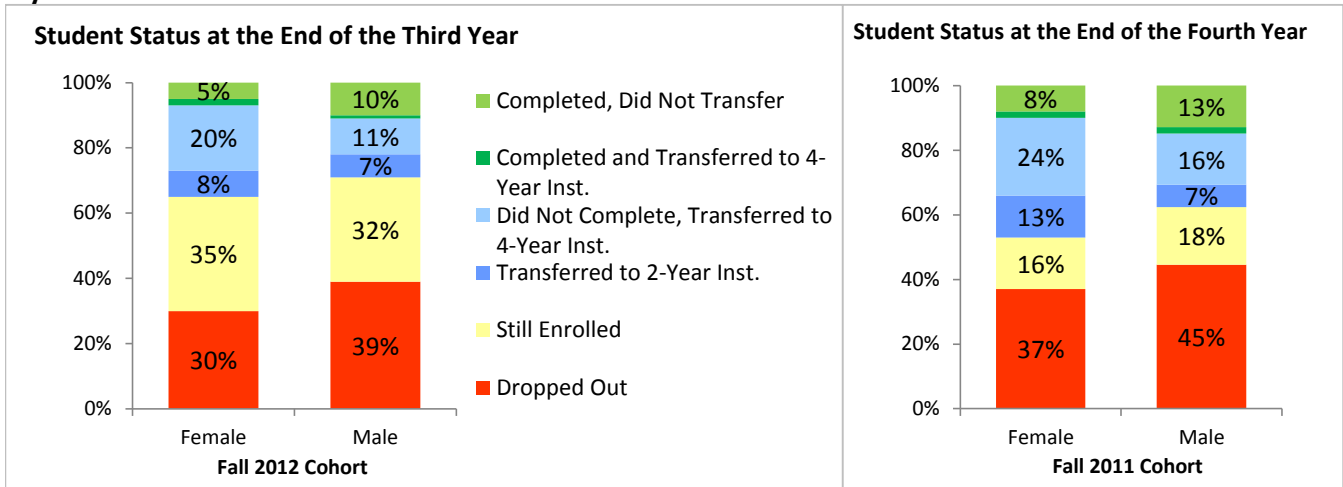 Student Status at the End of the Third Year
100%
80%
60%
40%
20%
0%
5%
20%
8%
35%
30%
10%
11%
7%
32%
39%
Female
Male
Fall 2012 Cohort
Completed, Did Not Transfer
Completed and Transferred to 4-
Year Inst.
Did Not Complete, Transferred to
4-Year Inst.
Transferred to 2-Year Inst.
Still Enrolled
Dropped Out
Student Status at the End of the Fourth Year
100%
80%
60%
40%
20%
0%
8%
24%
13%
16%
37%
13%
16%
7%
18%
45%
Female
Male
Fall 2011 Cohort